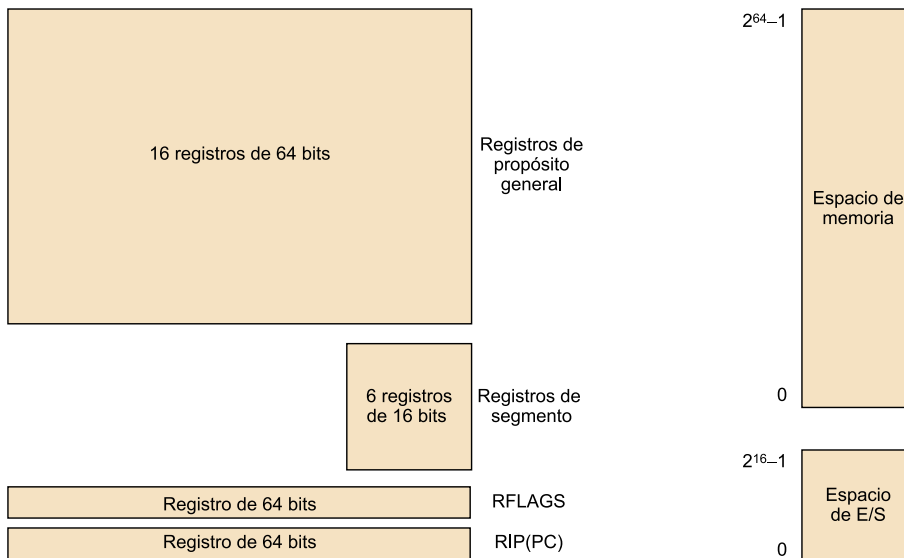 16 registros de 64 bits
Registros de
propósito
general
6 registros
de 16 bits
Registros de
segmento
Registro de 64 bits
RFLAGS
Registro de 64 bits
RIP(PC)
2⁶⁴–1
Espacio de
memoria
0
2¹⁶–1
Espacio
de E/S
0